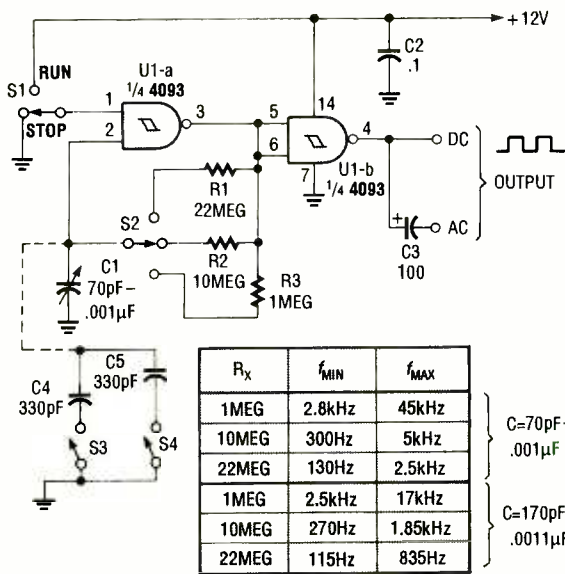 +12V
RUN
S1
STOP
U1-a
¼ 4093
1
2
3
C2
.1
14
5
6
7
4
U1-b
¼ 4093
DC
AC
OUTPUT
+
C3
100
R1
22MEG
S2
R2
10MEG
R3
1MEG
C1
70pF–
.001µF
C4
330pF
C5
330pF
S3
S4
RX fMIN fMAX
1MEG 2.8kHz 45kHz
10MEG 300Hz 5kHz
22MEG 130Hz 2.5kHz
C=70pF-
.001µF
1MEG 2.5kHz 17kHz
10MEG 270Hz 1.85kHz
22MEG 115Hz 835Hz
C=170pF
.0011µF